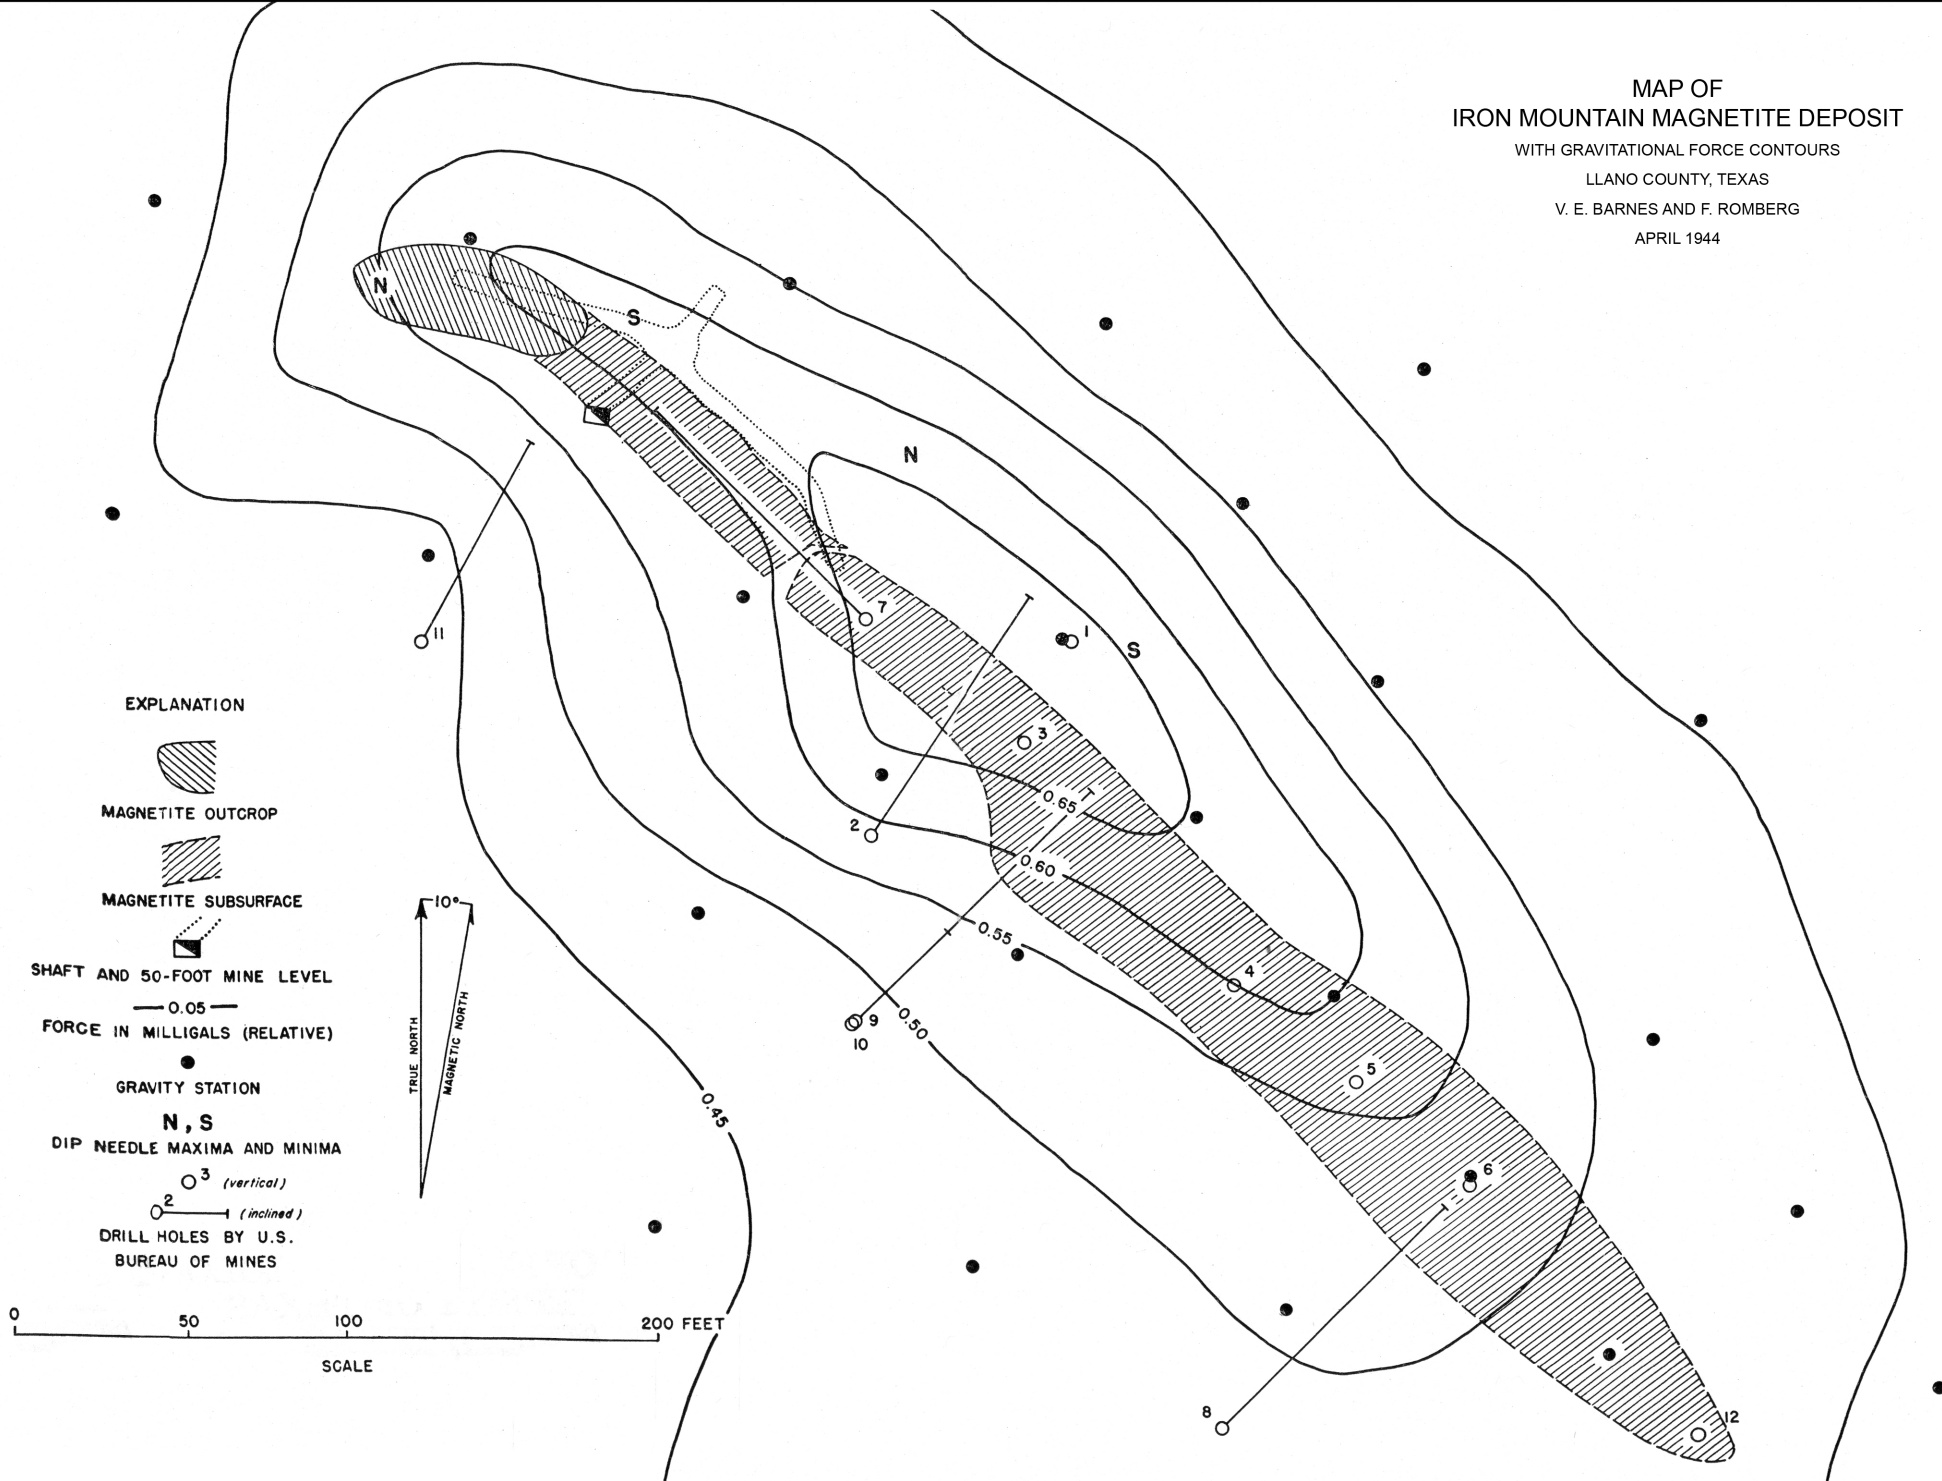 MAP OF
IRON MOUNTAIN MAGNETITE DEPOSIT
WITH GRAVITATIONAL FORCE CONTOURS
LLANO COUNTY, TEXAS
V. E. BARNES AND F. ROMBERG
APRIL 1944
N
S
N
7
1
S
11
3
0.65
2
0.60
0.55
4
9
10
0.50
5
0.45
6
8
12
EXPLANATION
MAGNETITE OUTCROP
MAGNETITE SUBSURFACE
SHAFT AND 50-FOOT MINE LEVEL
0.05
FORCE IN MILLIGALS (RELATIVE)
GRAVITY STATION
N, S
DIP NEEDLE MAXIMA AND MINIMA
3 (vertical)
2 (inclined)
DRILL HOLES BY U.S.
BUREAU OF MINES
10°
TRUE NORTH
MAGNETIC NORTH
0 50 100 200 FEET
SCALE